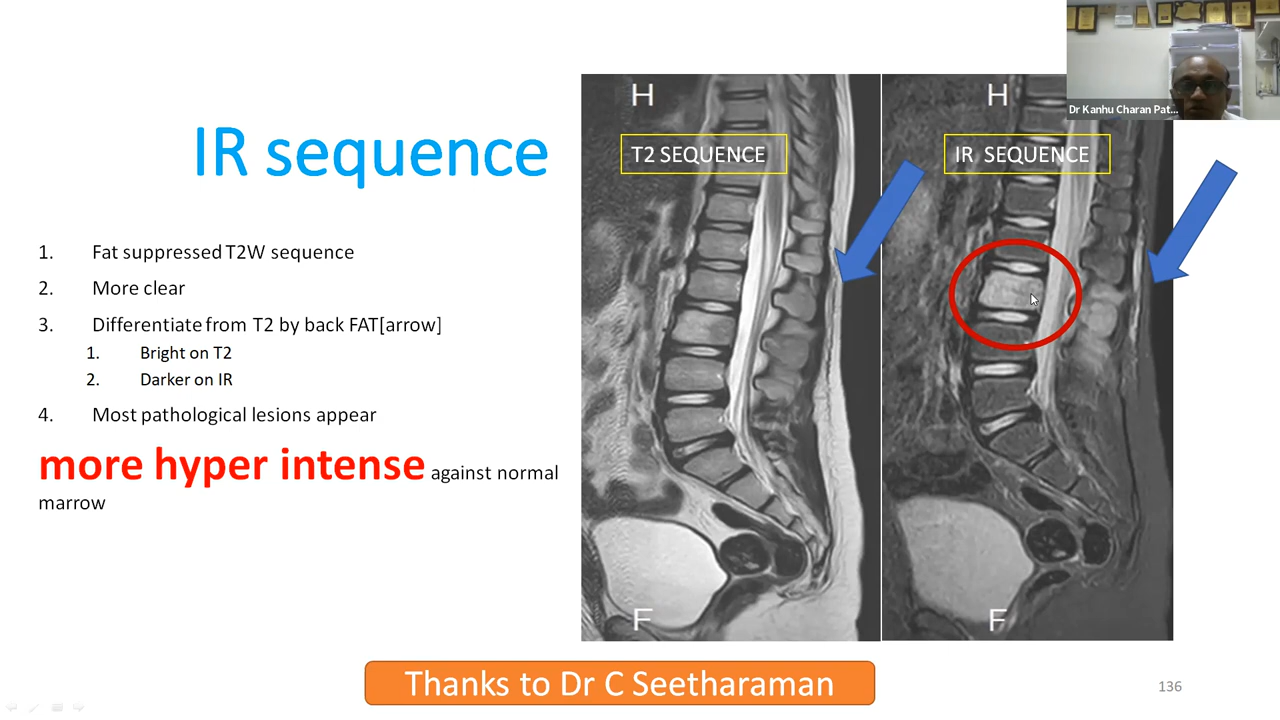 IR sequence
1. Fat suppressed T2W sequence
2. More clear
3. Differentiate from T2 by back FAT[arrow]
1. Bright on T2
2. Darker on IR
4. Most pathological lesions appear
more hyper intense against normal
marrow
H
T2 SEQUENCE
F
H
IR SEQUENCE
F
Dr Kanhu Charan Pat...
Thanks to Dr C Seetharaman
136